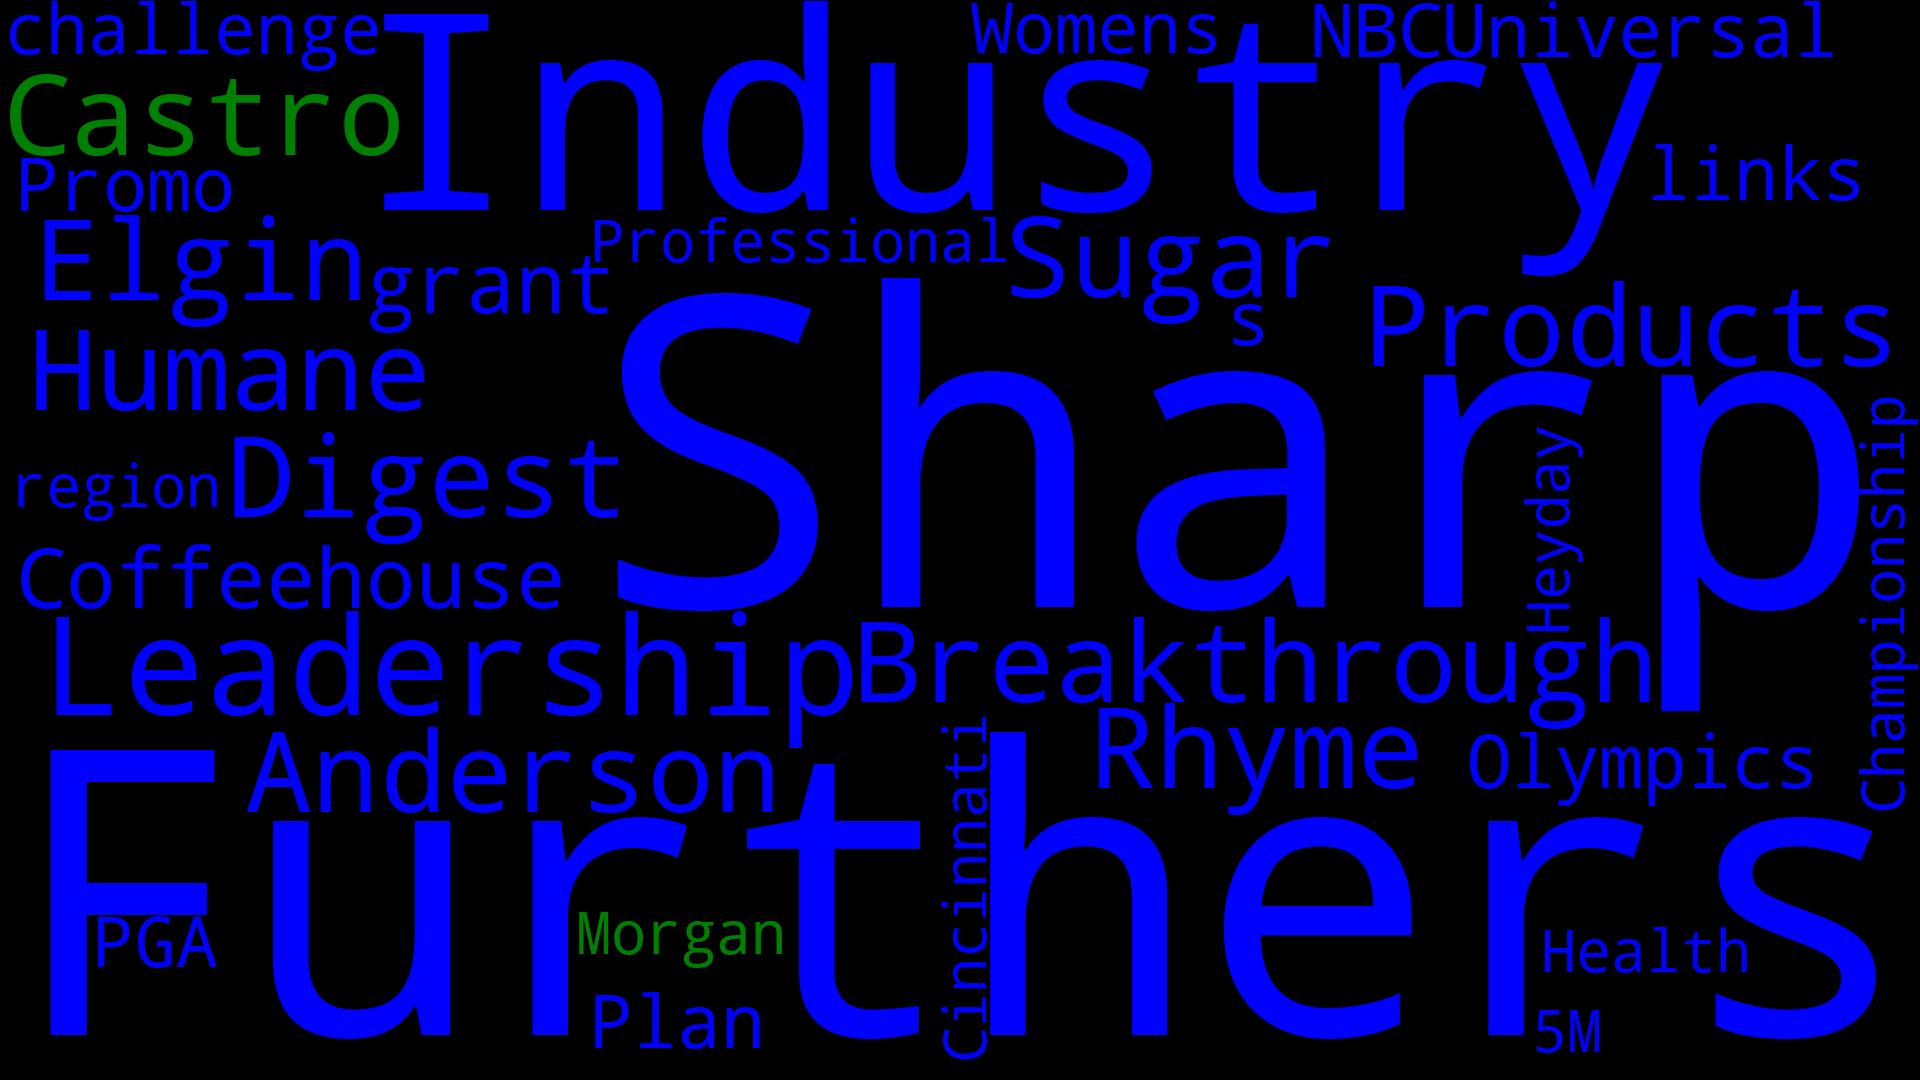 challenge
Industry
Womens
NBCUniversal
Castro
Promo
links
Elgin
grant
Professional
Sugar
s
Products
Humane
Sharp
region
Digest
Heyday
Championship
Coffeehouse
Leadership
Breakthrough
Anderson
Cincinnati
Rhyme
Olympics
Furthers
PGA
Morgan
Health
Plan
5M